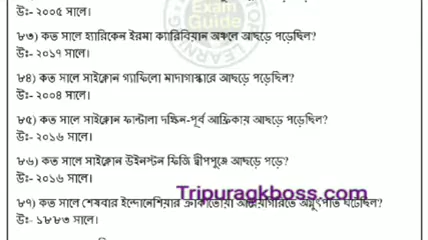 উঃ- ২০০৫ সালে।
Exam
Guide
৮৩) কত সালে হ্যারিকেন ইরমা ক্যারিবিয়ান অঞ্চলে আছড়ে পড়েছিল?
উঃ- ২০১৭ সালে।
৮৪) কত সালে সাইক্লোন গ্যাফিলো মাদাগাস্কারে আছড়ে পড়েছিল?
উঃ- ২০০৪ সালে।
৮৫) কত সালে সাইক্লোন ফান্টালা দক্ষিন-পূর্ব আফ্রিকায় আছড়ে পড়েছিল?
উঃ- ২০১৬ সালে।
৮৬) কত সালে সাইক্লোন উইনস্টন ফিজি দ্বীপপুঞ্জে আছড়ে পড়ে?
উঃ- ২০১৬ সালে।
Tripuragkboss.com
৮৭) কত সালে শেষবার ইন্দোনেশিয়ার ক্রাকাতোয়া আগ্নেয়গিরিতে অগ্ন্যুৎপাত ঘটেছিল?
উঃ- ১৮৮৩ সালে।